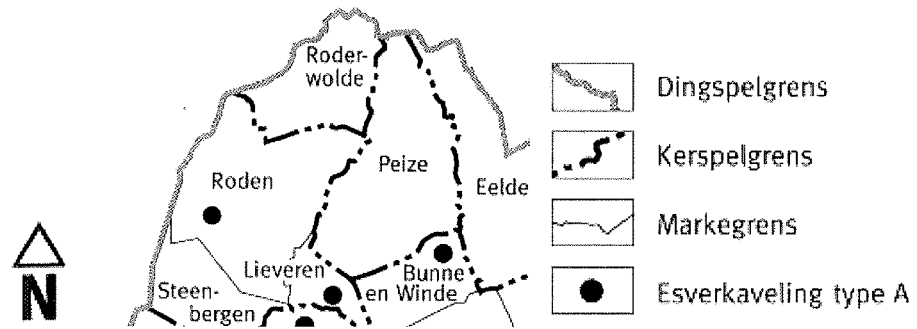 Roder-
wolde
Peize
Roden
Eelde
Lieveren
Bunne
en Winde
Steen-
bergen
N
Dingspelgrens
Kerspelgrens
Markegrens
Esverkaveling type A